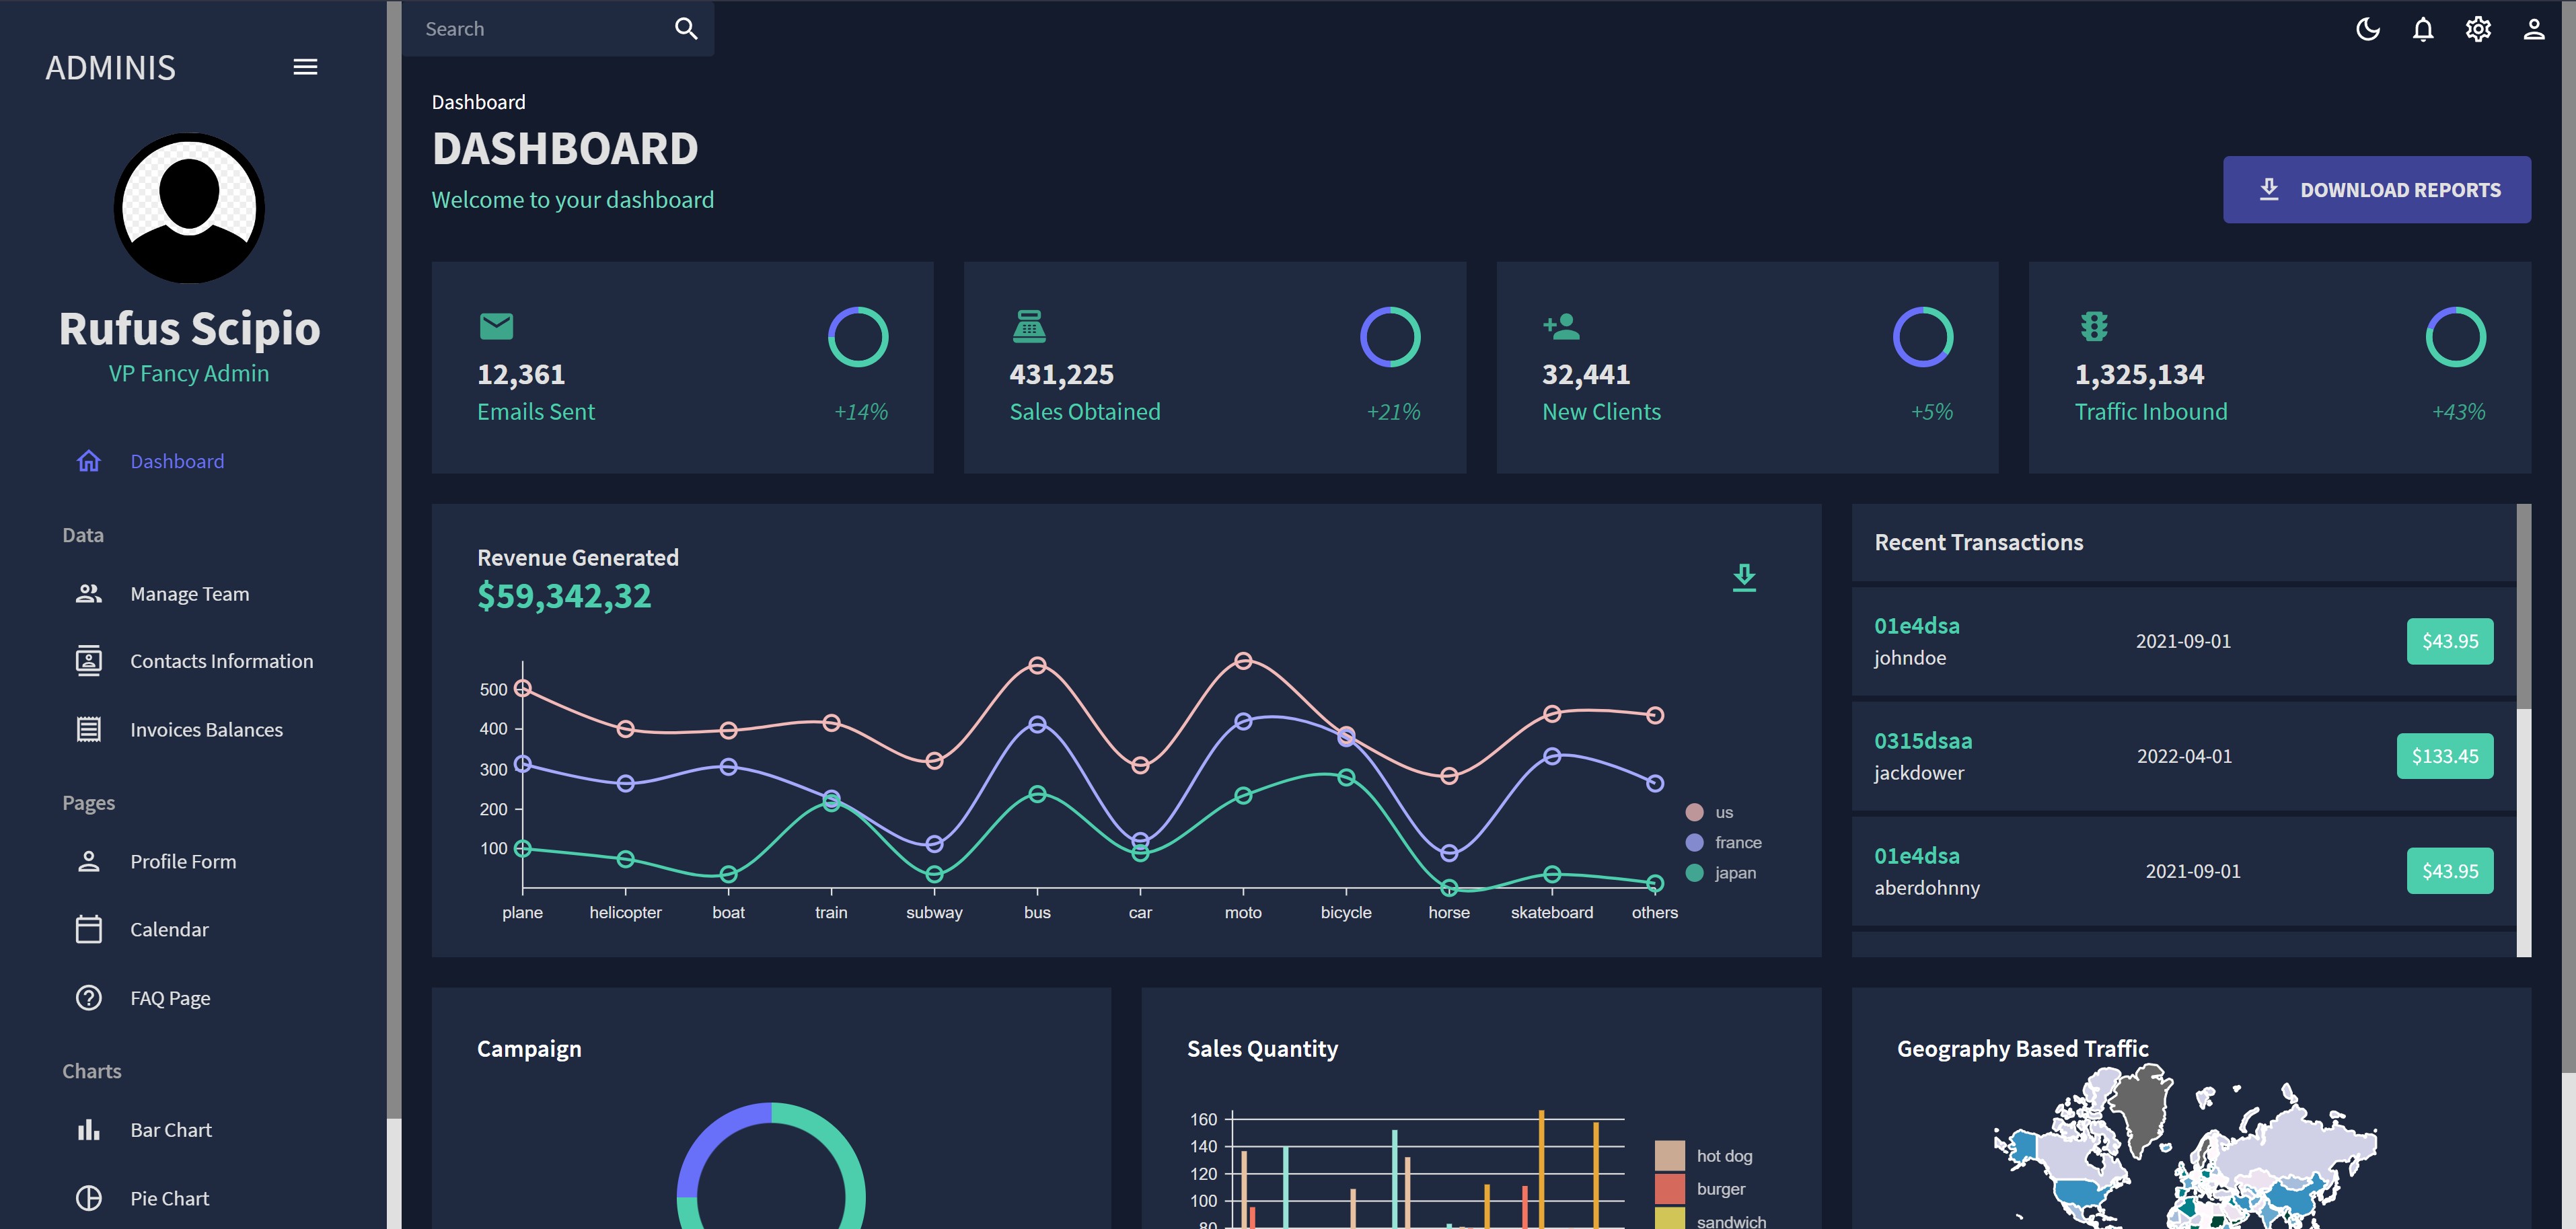 ADMINIS
Rufus Scipio
VP Fancy Admin
Dashboard
Data
Manage Team
Contacts Information
Invoices Balances
Pages
Profile Form
Calendar
FAQ Page
Charts
Bar Chart
Pie Chart
Search
Dashboard
DASHBOARD
Welcome to your dashboard
DOWNLOAD REPORTS
12,361
Emails Sent +14%
431,225
Sales Obtained +21%
32,441
New Clients +5%
1,325,134
Traffic Inbound +43%
Revenue Generated
$59,342,32
500
400
300
200
100
plane helicopter boat train subway bus car moto bicycle horse skateboard others
us
france
japan
Recent Transactions
01e4dsa
johndoe
2021-09-01
$43.95
0315dsaa
jackdower
2022-04-01
$133.45
01e4dsa
aberdohnny
2021-09-01
$43.95
Campaign
Sales Quantity
160
140
120
100
80
hot dog
burger
sandwich
Geography Based Traffic